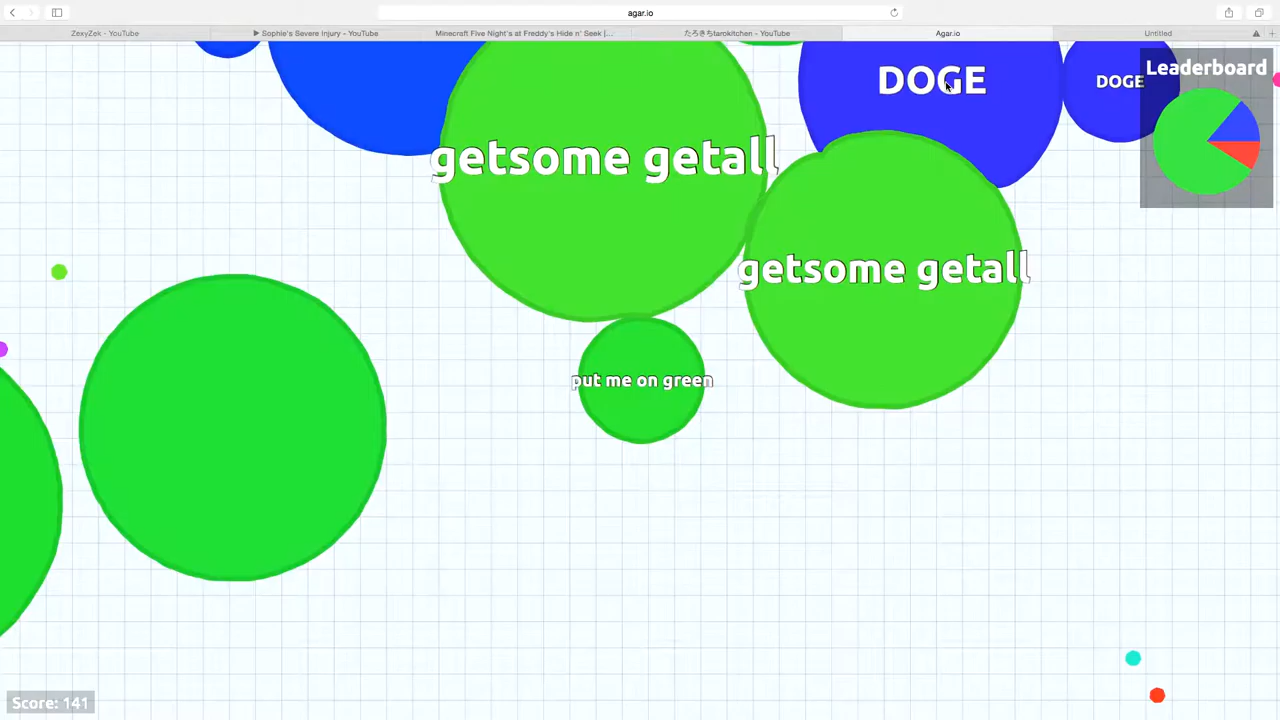 agar.io
ZexyZek - YouTube
▶ Sophie's Severe Injury - YouTube
Minecraft Five Night's at Freddy's Hide n' Seek |...
たろきちtarokitchen - YouTube
Agar.io
Untitled
DOGE
DOGE
Leaderboard
getsome getall
getsome getall
put me on green
Score: 141